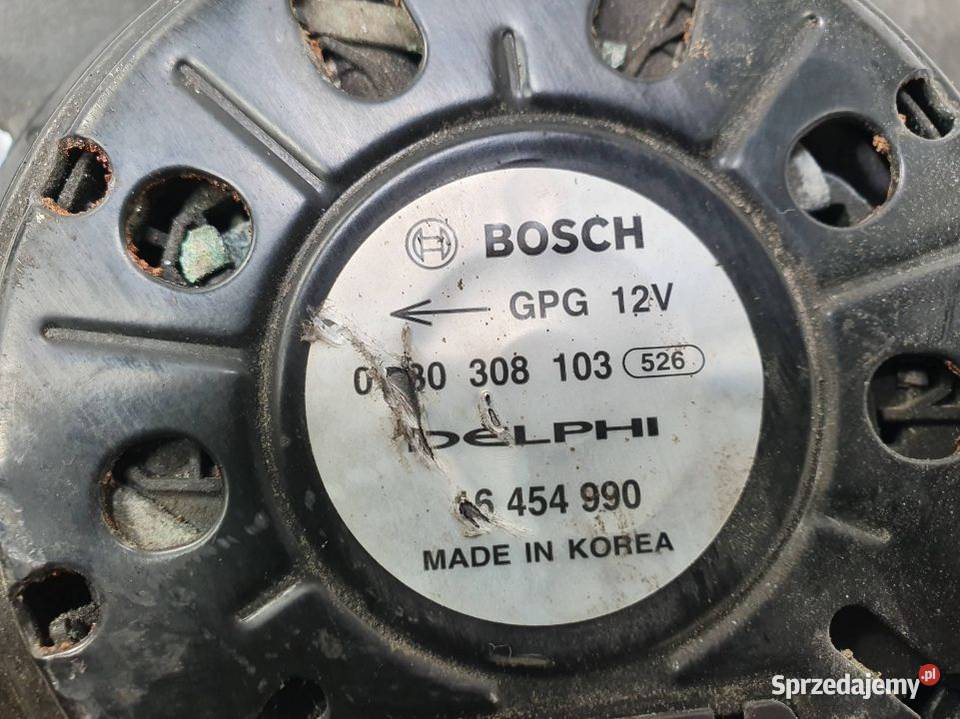 BOSCH
GPG 12V
308 103 526
DELPHI
454 990
MADE IN KOREA
Sprzedajemy.pl